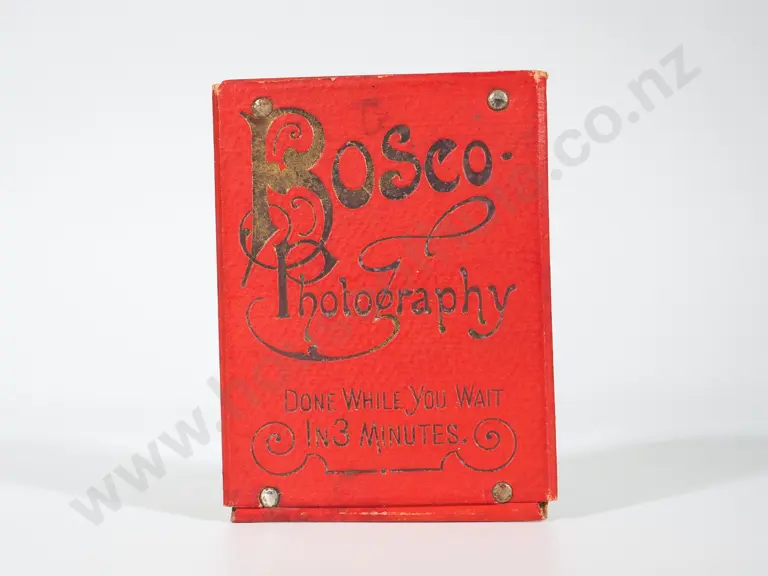 Bosco-
Photography
DONE WHILE YOU WAIT
IN 3 MINUTES.